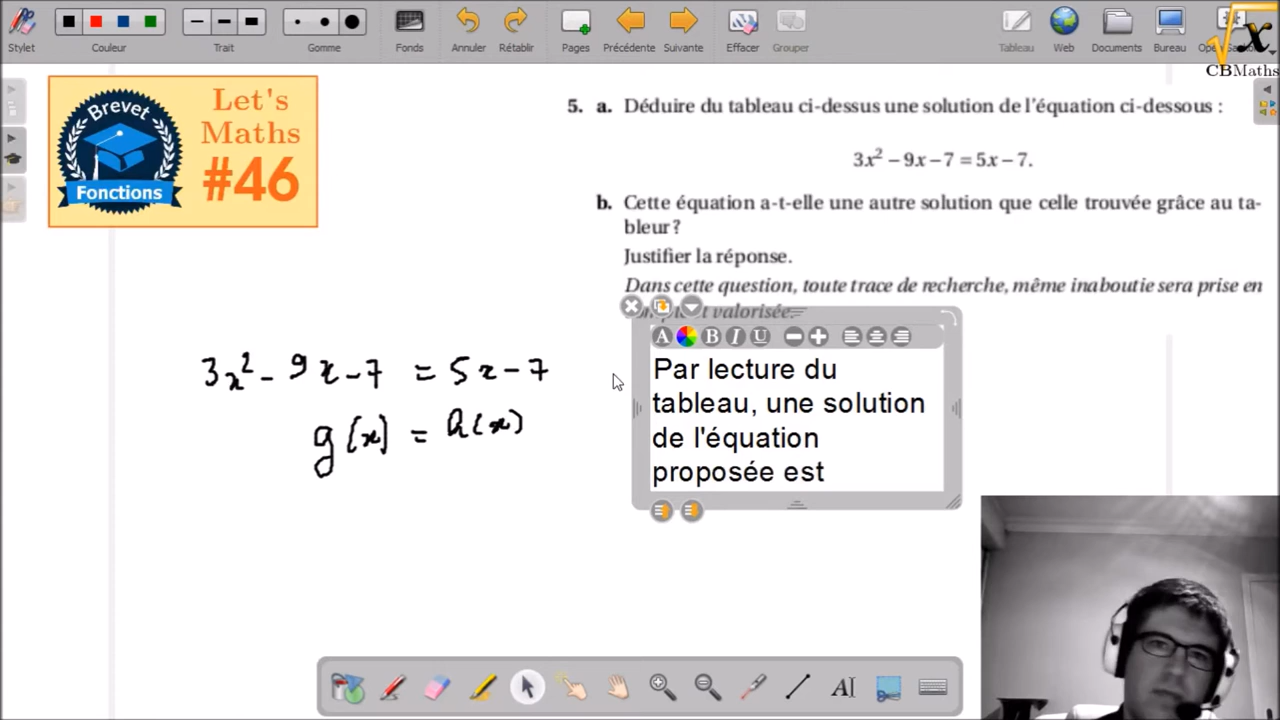 Stylet
Couleur
Trait
Gomme
Fonds
Annuler
Rétablir
Pages
Précédente
Suivante
Effacer
Grouper
Tableau
Web
Documents
Bureau
√x
CBMaths
Brevet
Fonctions
Let's
Maths
#46
5. a. Déduire du tableau ci-dessus une solution de l'équation ci-dessous :
3x² − 9x − 7 = 5x − 7.
b. Cette équation a-t-elle une autre solution que celle trouvée grâce au ta-
bleur ?
Justifier la réponse.
Dans cette question, toute trace de recherche, même inaboutie sera prise en
valorisée.
3x² - 9x - 7 = 5x - 7
g(x) = h(x)
A B I U
Par lecture du
tableau, une solution
de l'équation
proposée est